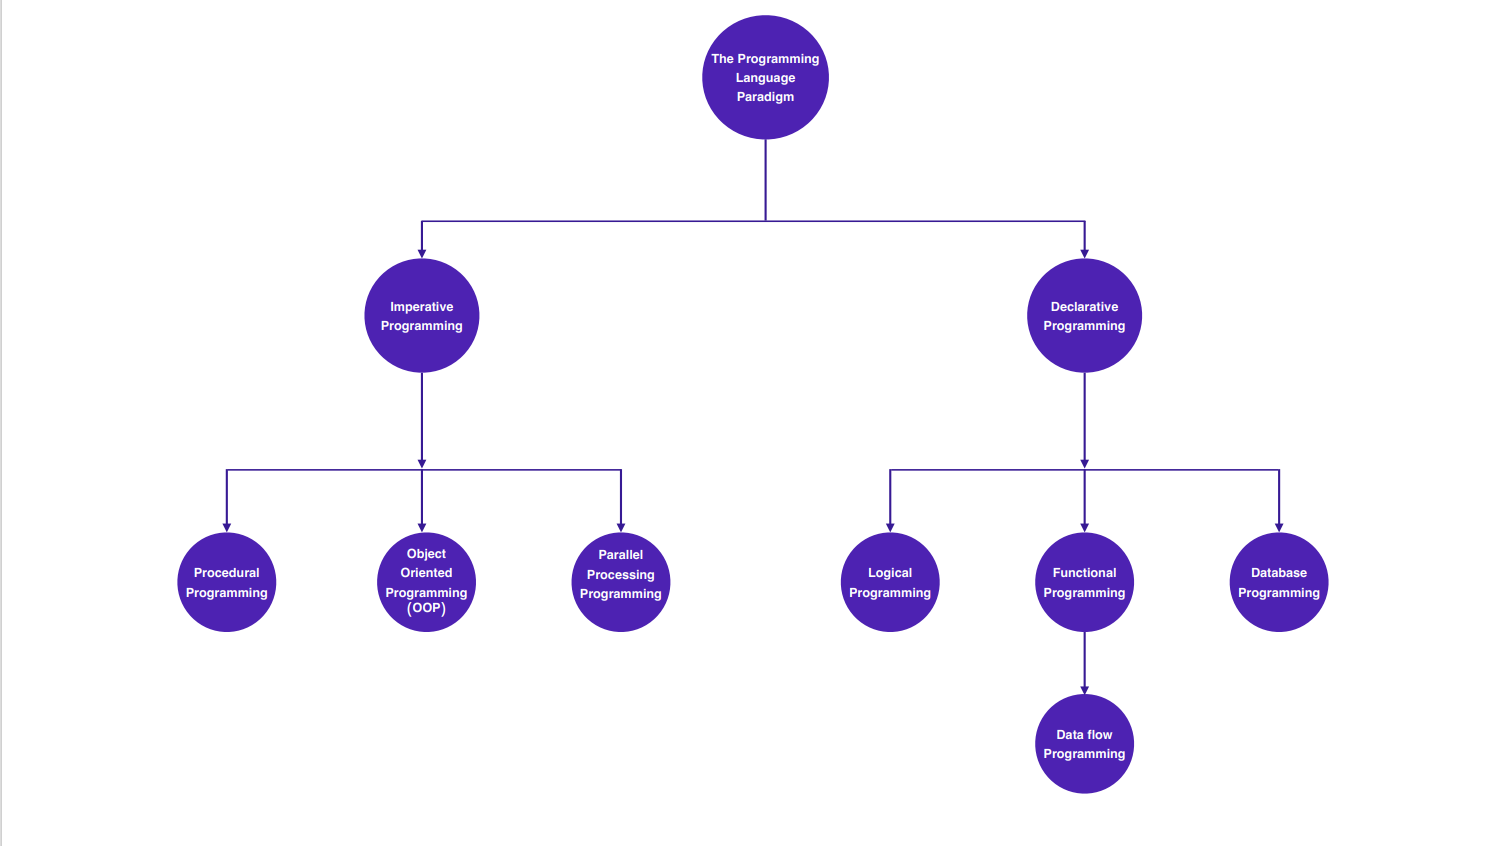 The Programming
Language
Paradigm
Imperative
Programming
Declarative
Programming
Procedural
Programming
Object
Oriented
Programming
(OOP)
Parallel
Processing
Programming
Logical
Programming
Functional
Programming
Database
Programming
Data flow
Programming